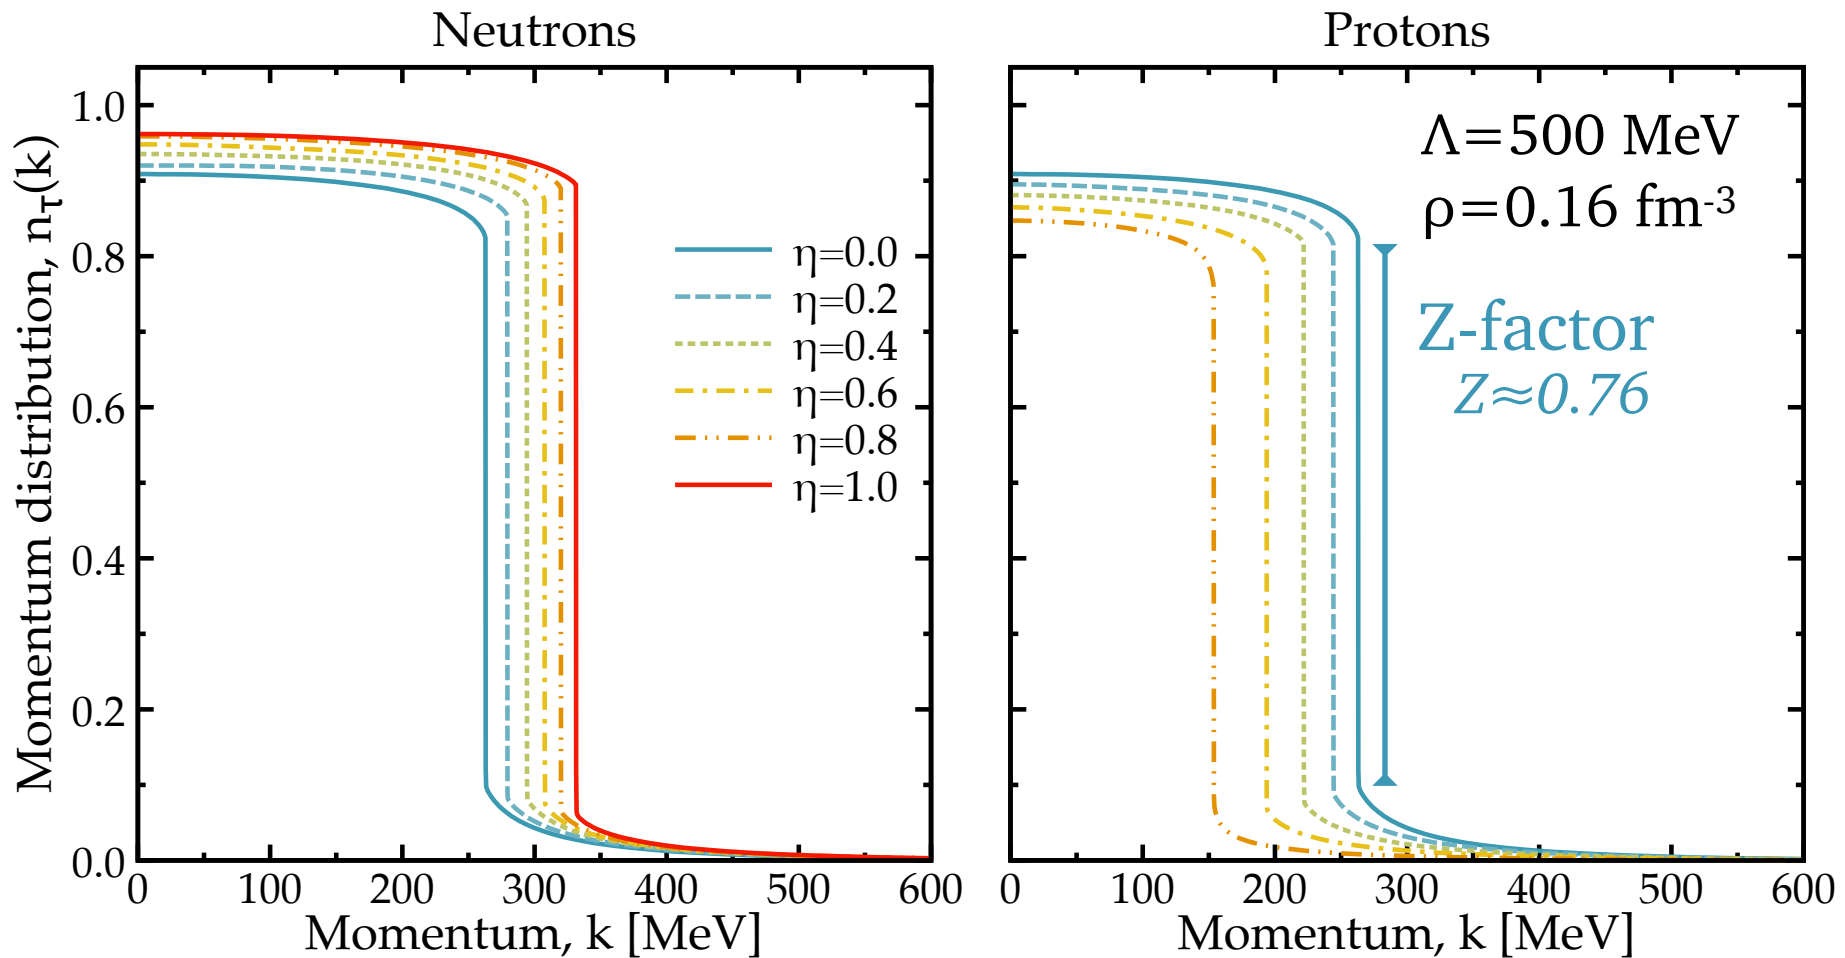 Neutrons
Protons
Momentum distribution, nτ(k)
1.0
0.8
0.6
0.4
0.2
0.0
η=0.0
η=0.2
η=0.4
η=0.6
η=0.8
η=1.0
0 100 200 300 400 500 600
Momentum, k [MeV]
Λ=500 MeV
ρ=0.16 fm-3
Z-factor
Z≈0.76
0 100 200 300 400 500 600
Momentum, k [MeV]